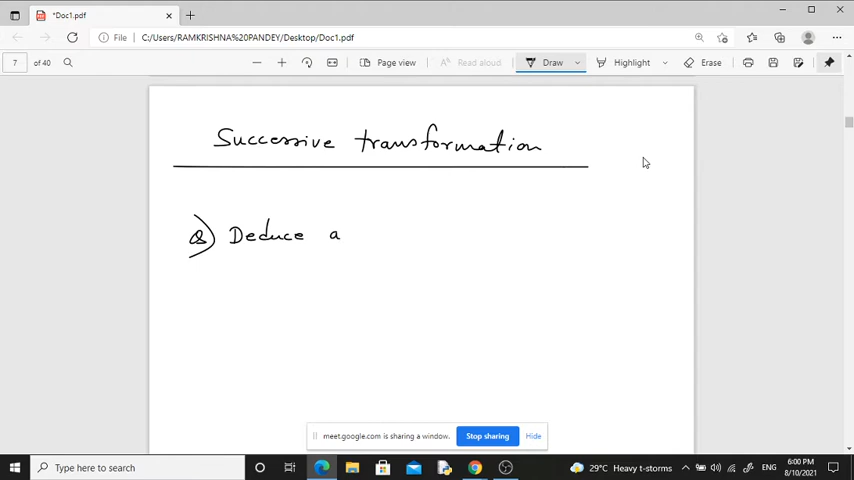 *Doc1.pdf
File
C:/Users/RAMKRISHNA%20PANDEY/Desktop/Doc1.pdf
7 of 40
Page view
Read aloud
Draw
Highlight
Erase
Successive transformation
Q) Deduce a
meet.google.com is sharing a window.
Stop sharing
Hide
Type here to search
29°C Heavy t-storms
ENG
6:00 PM
8/10/2021